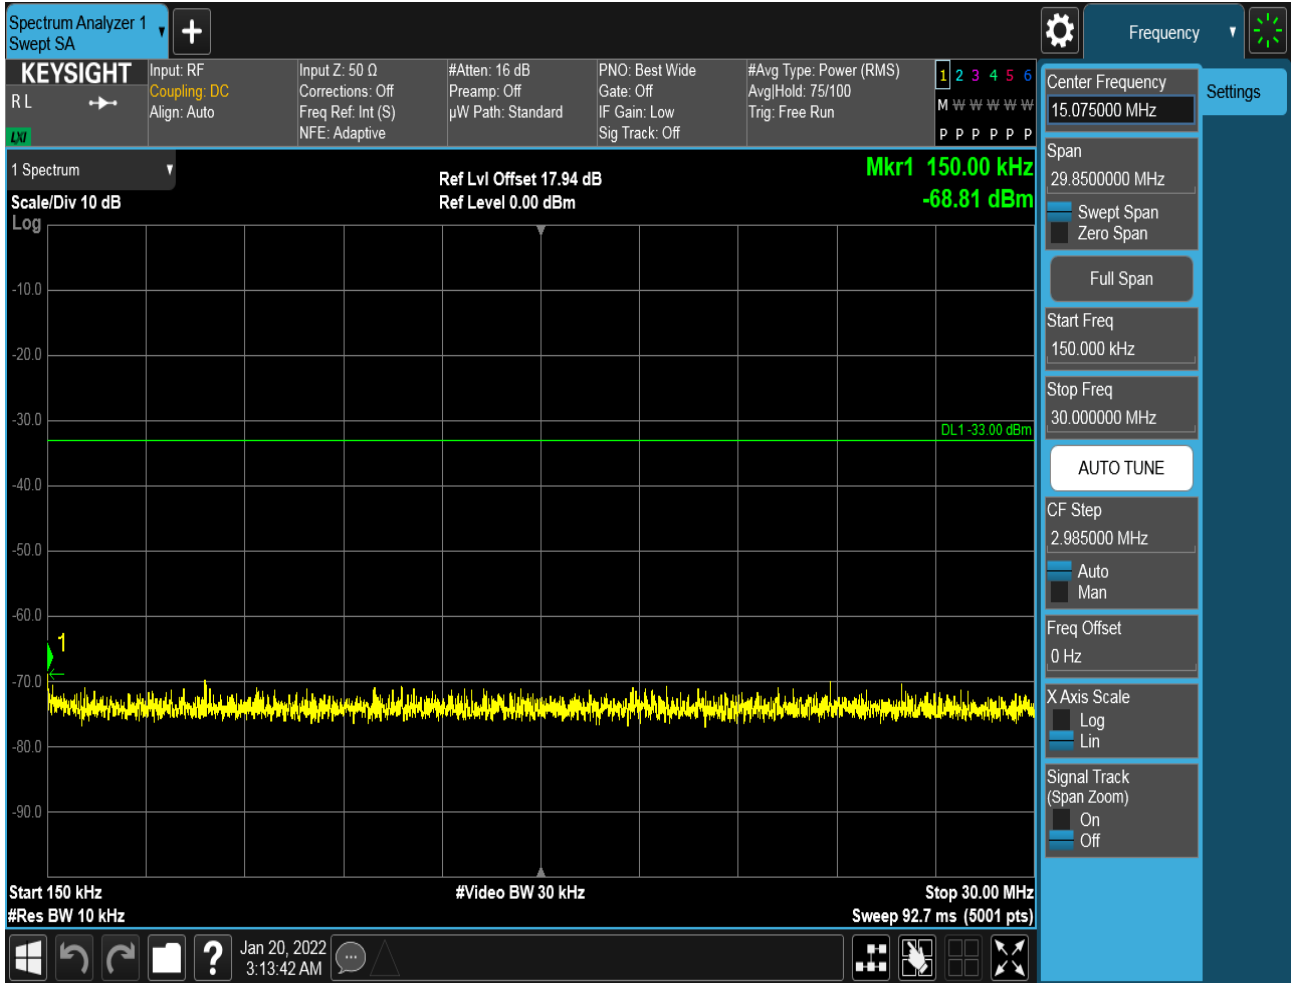 Spectrum Analyzer 1
Swept SA
+
Frequency
KEYSIGHT
R L
LXI
Input: RF
Coupling: DC
Align: Auto
Input Z: 50 Ω
Corrections: Off
Freq Ref: Int (S)
NFE: Adaptive
#Atten: 16 dB
Preamp: Off
µW Path: Standard
PNO: Best Wide
Gate: Off
IF Gain: Low
Sig Track: Off
#Avg Type: Power (RMS)
Avg|Hold: 75/100
Trig: Free Run
1 2 3 4 5 6
M W W W W W
P P P P P P
1 Spectrum
Scale/Div 10 dB
Log
Ref Lvl Offset 17.94 dB
Ref Level 0.00 dBm
Mkr1 150.00 kHz
-68.81 dBm
-10.0
-20.0
-30.0
DL1 -33.00 dBm
-40.0
-50.0
-60.0
1
-70.0
-80.0
-90.0
Start 150 kHz
#Video BW 30 kHz
Stop 30.00 MHz
#Res BW 10 kHz
Sweep 92.7 ms (5001 pts)
?
Jan 20, 2022
3:13:42 AM
Center Frequency
15.075000 MHz
Settings
Span
29.8500000 MHz
Swept Span
Zero Span
Full Span
Start Freq
150.000 kHz
Stop Freq
30.000000 MHz
AUTO TUNE
CF Step
2.985000 MHz
Auto
Man
Freq Offset
0 Hz
X Axis Scale
Log
Lin
Signal Track
(Span Zoom)
On
Off